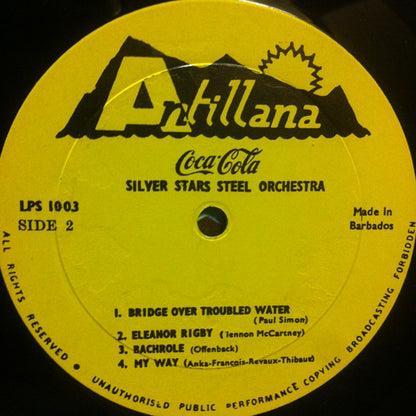 Antillana
Coca-Cola
SILVER STARS STEEL ORCHESTRA
LPS 1003
SIDE 2
Made In
Barbados
1. BRIDGE OVER TROUBLED WATER
(Paul Simon)
2. ELEANOR RIGBY (Tennon McCartney)
3. BACHROLE (Offenback)
4. MY WAY (Anka-Francois-Revaux-Thibaut)
ALL RIGHTS RESERVED • UNAUTHORISED PUBLIC PERFORMANCE COPYING BROADCASTING FORBIDDEN